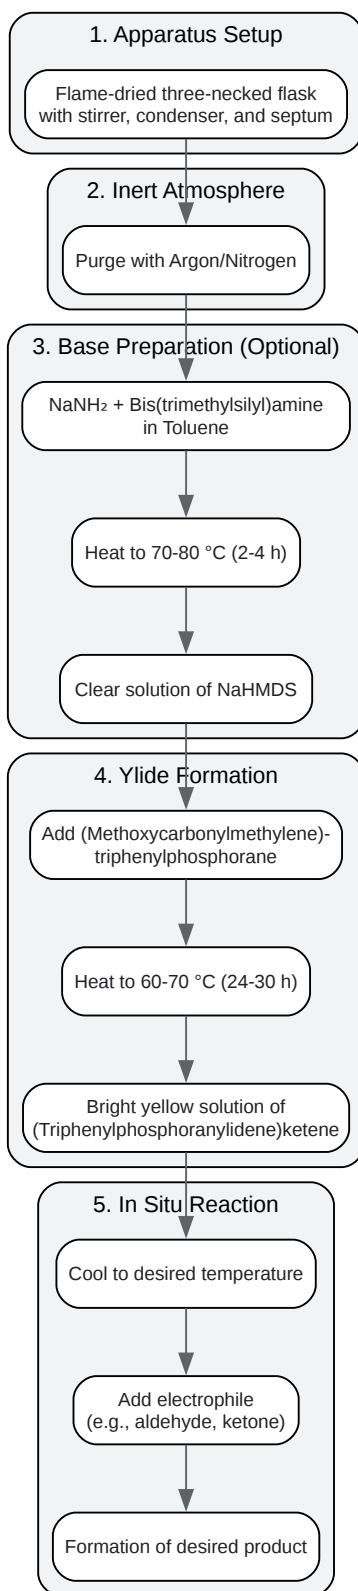 1. Apparatus Setup
Flame-dried three-necked flask
with stirrer, condenser, and septum
2. Inert Atmosphere
Purge with Argon/Nitrogen
3. Base Preparation (Optional)
NaNH₂ + Bis(trimethylsilyl)amine
in Toluene
Heat to 70-80 °C (2-4 h)
Clear solution of NaHMDS
4. Ylide Formation
Add (Methoxycarbonylmethylene)-
triphenylphosphorane
Heat to 60-70 °C (24-30 h)
Bright yellow solution of
(Triphenylphosphoranylidene)ketene
5. In Situ Reaction
Cool to desired temperature
Add electrophile
(e.g., aldehyde, ketone)
Formation of desired product